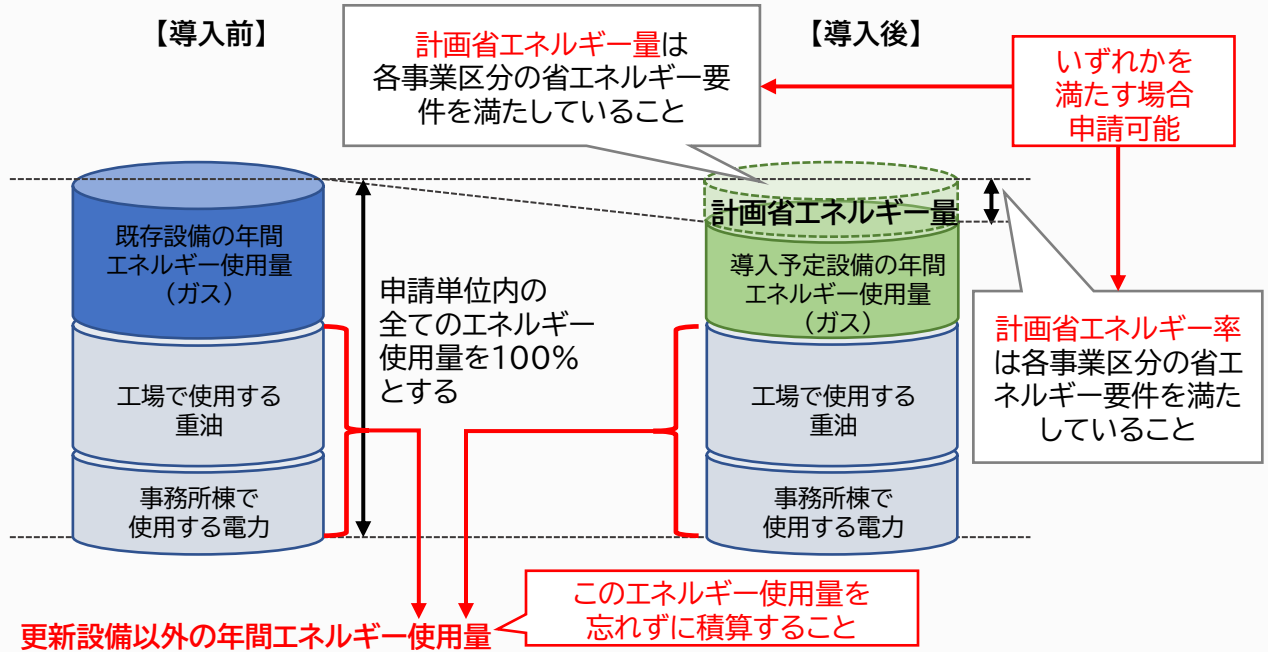 【導入前】
計画省エネルギー量は
各事業区分の省エネルギー要
件を満たしていること
【導入後】
いずれかを
満たす場合
申請可能
既存設備の年間
エネルギー使用量
（ガス）
工場で使用する
重油
事務所棟で
使用する電力
申請単位内の
全てのエネルギー
使用量を100%
とする
計画省エネルギー量
導入予定設備の年間
エネルギー使用量
（ガス）
工場で使用する
重油
事務所棟で
使用する電力
計画省エネルギー率
は各事業区分の省エ
ネルギー要件を満た
していること
更新設備以外の年間エネルギー使用量
このエネルギー使用量を
忘れずに積算すること